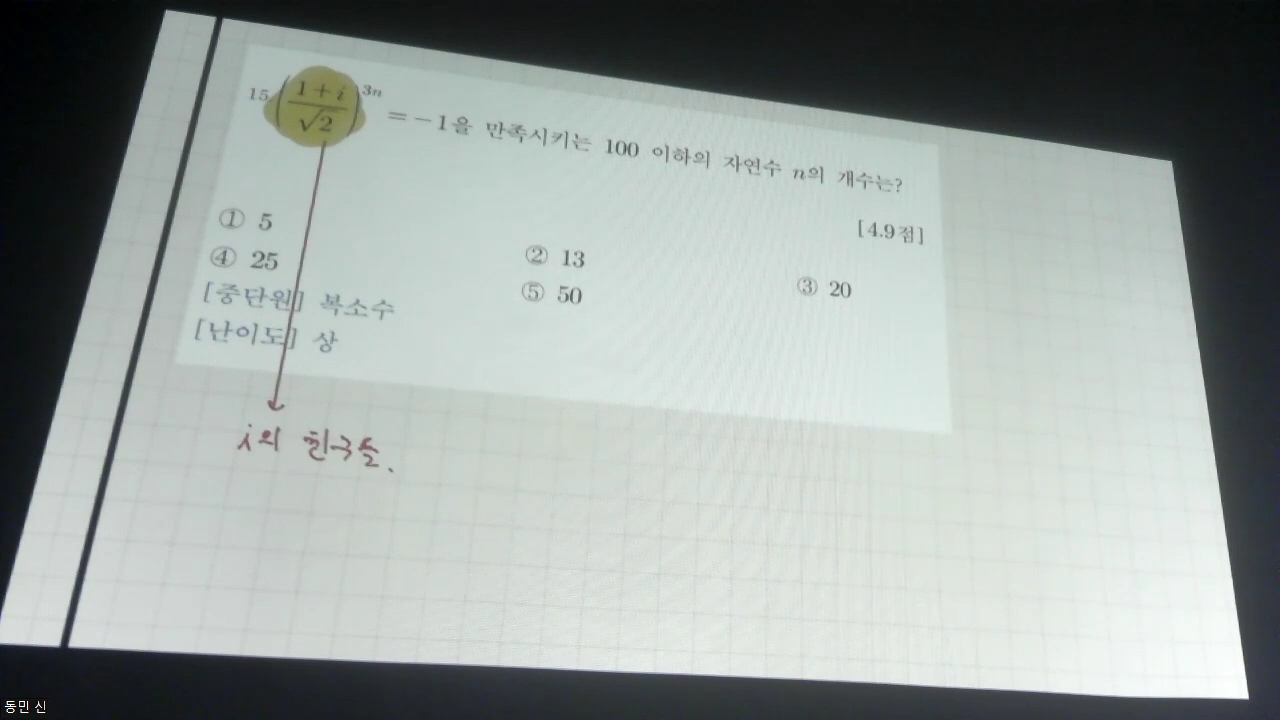 15. (1+i/√2)^3n = -1을 만족시키는 100 이하의 자연수 n의 개수는?
[4.9점]
① 5
② 13
③ 20
④ 25
⑤ 50
[중단원] 복소수
[난이도] 상
i의 친구들.
동민 신